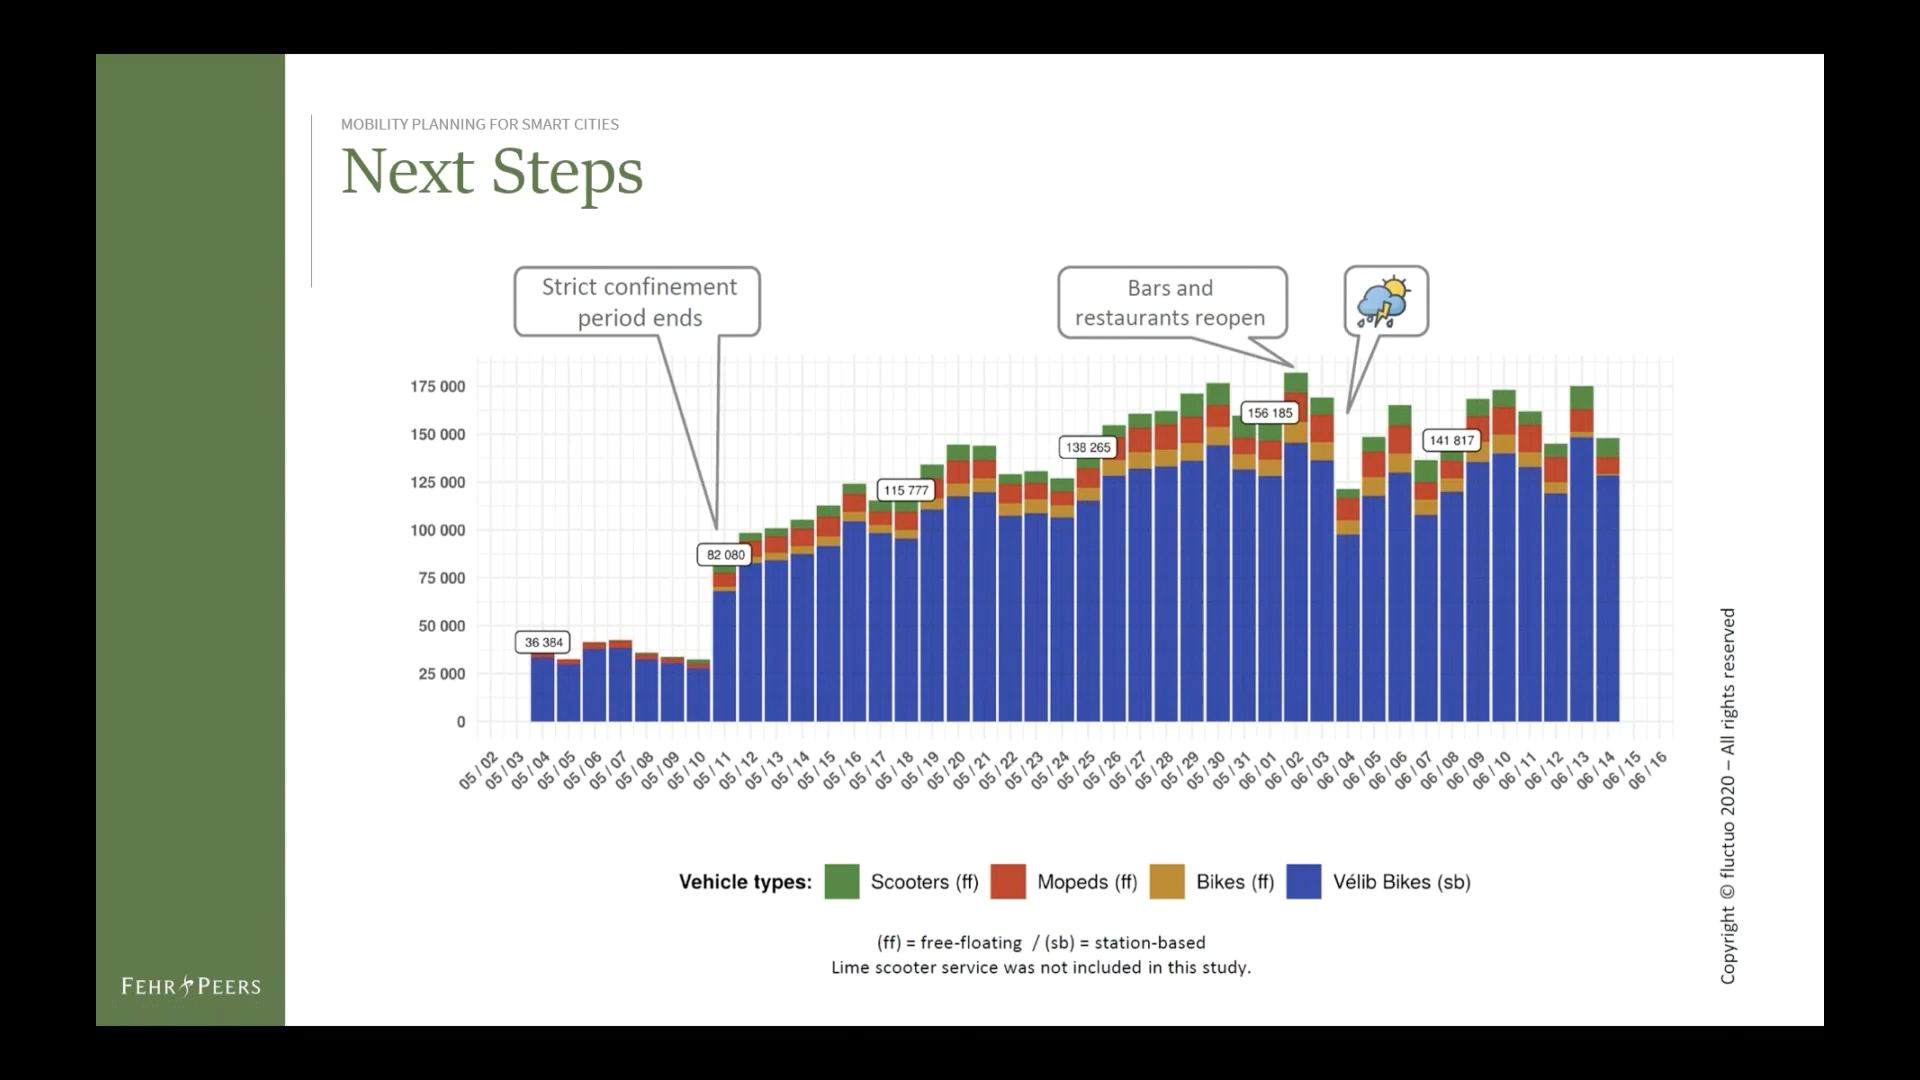 MOBILITY PLANNING FOR SMART CITIES
Next Steps
Strict confinement
period ends
Bars and
restaurants reopen
175 000
150 000
125 000
100 000
75 000
50 000
25 000
0
36 384
82 080
115 777
138 265
156 185
141 817
05 / 02
05 / 03
05 / 04
05 / 05
05 / 06
05 / 07
05 / 08
05 / 09
05 / 10
05 / 11
05 / 12
05 / 13
05 / 14
05 / 15
05 / 16
05 / 17
05 / 18
05 / 19
05 / 20
05 / 21
05 / 22
05 / 23
05 / 24
05 / 25
05 / 26
05 / 27
05 / 28
05 / 29
05 / 30
05 / 31
06 / 01
06 / 02
06 / 03
06 / 04
06 / 05
06 / 06
06 / 07
06 / 08
06 / 09
06 / 10
06 / 11
06 / 12
06 / 13
06 / 14
06 / 15
06 / 16
Vehicle types: Scooters (ff) Mopeds (ff) Bikes (ff) Vélib Bikes (sb)
(ff) = free-floating / (sb) = station-based
Lime scooter service was not included in this study.
Copyright © fluctuo 2020 – All rights reserved
FEHR PEERS